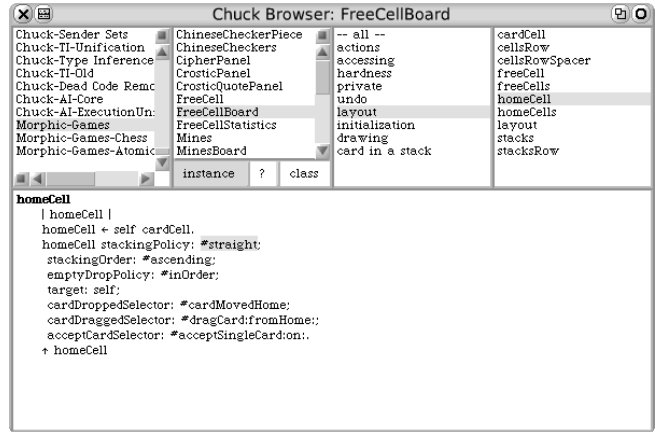 Chuck Browser: FreeCellBoard
Chuck-Sender Sets
Chuck-TI-Unification
Chuck-Type Inference
Chuck-TI-Old
Chuck-Dead Code Remo
Chuck-AI-Core
Chuck-AI-ExecutionUni
Morphic-Games
Morphic-Games-Chess
Morphic-Games-Atomic
ChineseCheckerPiece
ChineseCheckers
CipherPanel
CrosticPanel
CrosticQuotePanel
FreeCell
FreeCellBoard
FreeCellStatistics
Mines
MinesBoard
instance ? class
-- all --
actions
accessing
hardness
private
undo
layout
initialization
drawing
card in a stack
cardCell
cellsRow
cellsRowSpacer
freeCell
freeCells
homeCell
homeCells
layout
stacks
stacksRow
homeCell
| homeCell |
homeCell ← self cardCell.
homeCell stackingPolicy: #straight;
stackingOrder: #ascending;
emptyDropPolicy: #inOrder;
target: self;
cardDroppedSelector: #cardMovedHome;
cardDraggedSelector: #dragCard:fromHome:;
acceptCardSelector: #acceptSingleCard:on:.
↑ homeCell